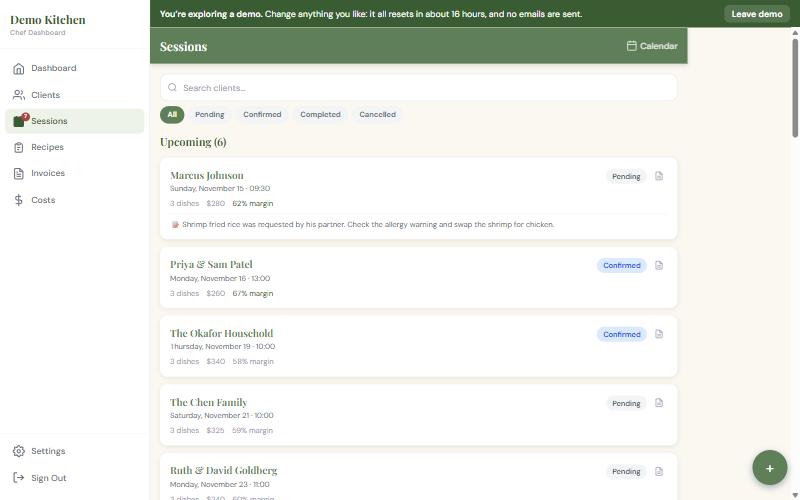 Demo Kitchen
Chef Dashboard
Dashboard
Clients
7
Sessions
Recipes
Invoices
Costs
Settings
Sign Out
You're exploring a demo. Change anything you like: it all resets in about 16 hours, and no emails are sent.
Leave demo
Sessions
Calendar
Search clients...
All
Pending
Confirmed
Completed
Cancelled
Upcoming (6)
Marcus Johnson
Pending
Sunday, November 15 · 09:30
3 dishes $280 62% margin
Shrimp fried rice was requested by his partner. Check the allergy warning and swap the shrimp for chicken.
Priya & Sam Patel
Confirmed
Monday, November 16 · 13:00
3 dishes $260 67% margin
The Okafor Household
Confirmed
Thursday, November 19 · 10:00
3 dishes $340 58% margin
The Chen Family
Pending
Saturday, November 21 · 10:00
3 dishes $325 59% margin
Ruth & David Goldberg
Pending
Monday, November 23 · 11:00
3 dishes $240 60% margin
+